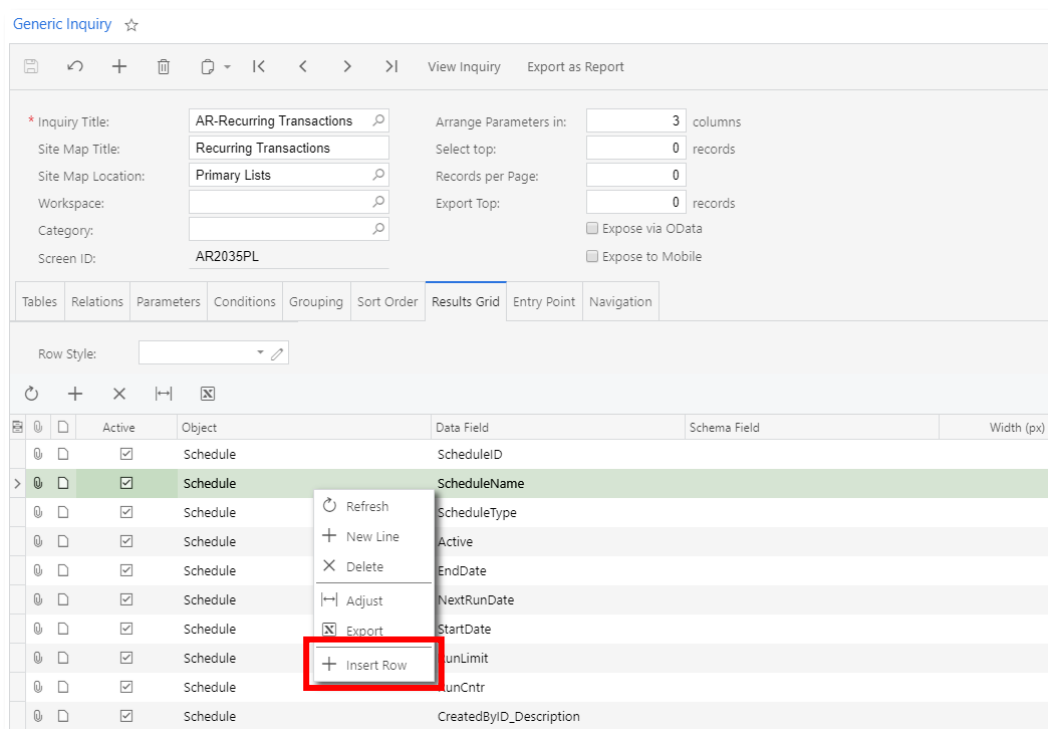 Generic Inquiry
View Inquiry Export as Report
* Inquiry Title: AR-Recurring Transactions Arrange Parameters in: 3 columns
Site Map Title: Recurring Transactions Select top: 0 records
Site Map Location: Primary Lists Records per Page: 0
Workspace: Export Top: 0 records
Category: Expose via OData
Screen ID: AR2035PL Expose to Mobile
Tables Relations Parameters Conditions Grouping Sort Order Results Grid Entry Point Navigation
Row Style:
Active Object Data Field Schema Field Width (px)
Schedule ScheduleID
Schedule ScheduleName
Schedule ScheduleType
Schedule Active
Schedule EndDate
Schedule NextRunDate
Schedule StartDate
Schedule RunLimit
Schedule RunCntr
Schedule CreatedByID_Description
Refresh
New Line
Delete
Adjust
Export
Insert Row